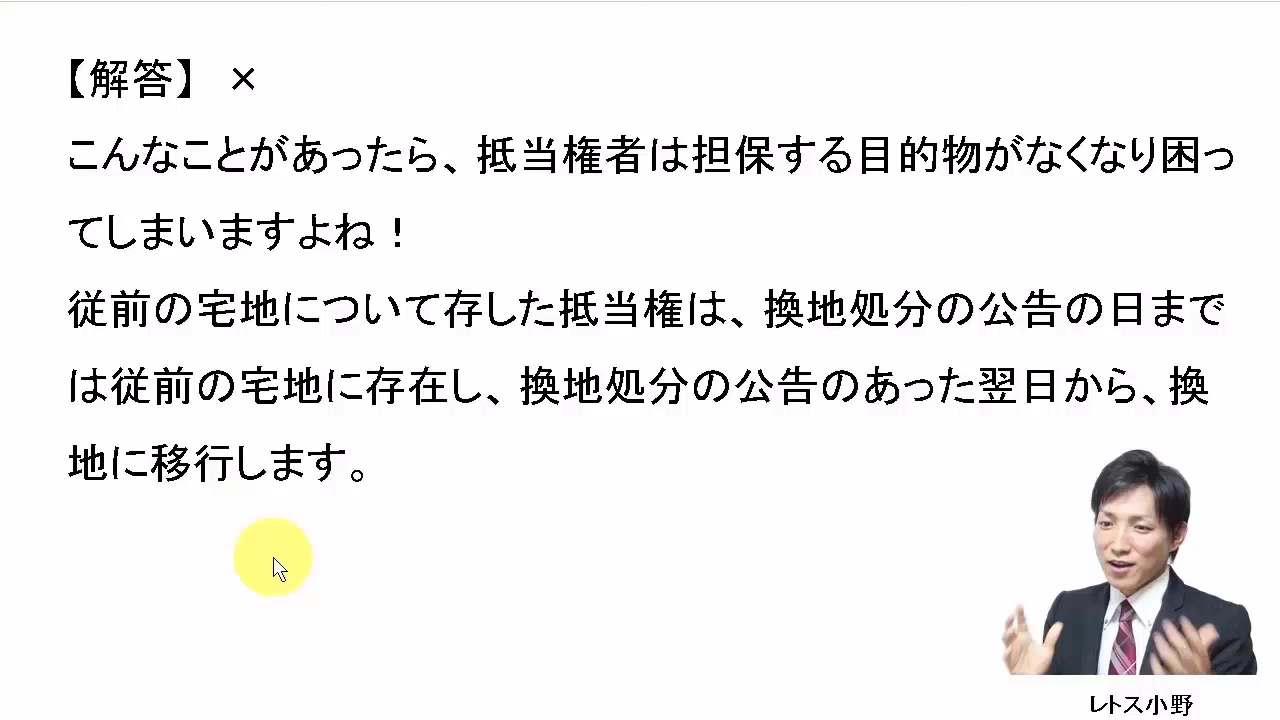 【解答】 ×
こんなことがあったら、抵当権者は担保する目的物がなくなり困っ
てしまいますよね！
従前の宅地について存した抵当権は、換地処分の公告の日まで
は従前の宅地に存在し、換地処分の公告のあった翌日から、換
地に移行します。
レトス小野